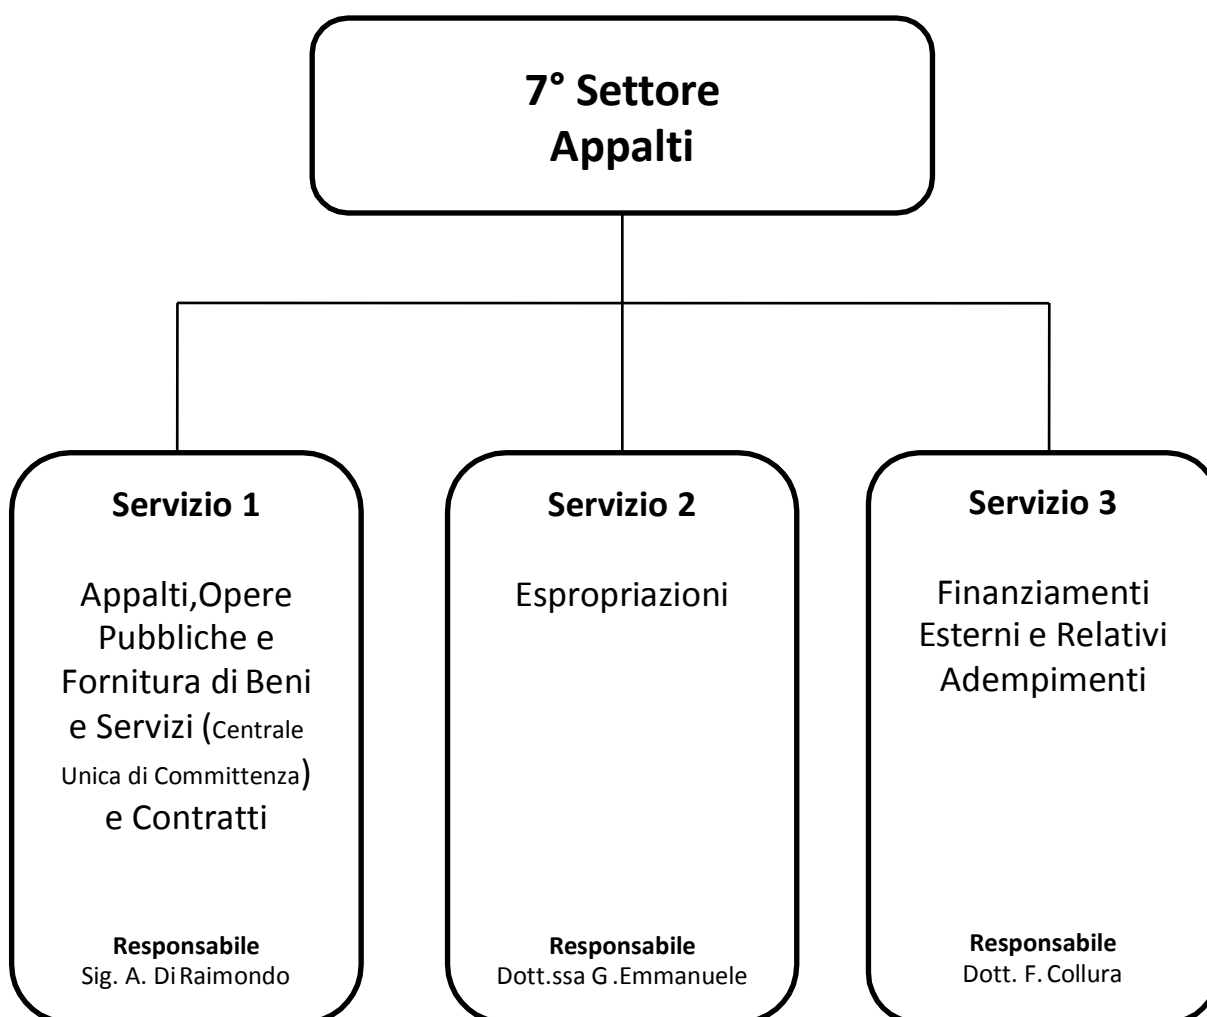 7° Settore
Appalti
Servizio 1
Appalti,Opere
Pubbliche e
Fornitura di Beni
e Servizi (Centrale
Unica di Committenza)
e Contratti
Responsabile
Sig. A. Di Raimondo
Servizio 2
Espropriazioni
Responsabile
Dott.ssa G .Emmanuele
Servizio 3
Finanziamenti
Esterni e Relativi
Adempimenti
Responsabile
Dott. F. Collura